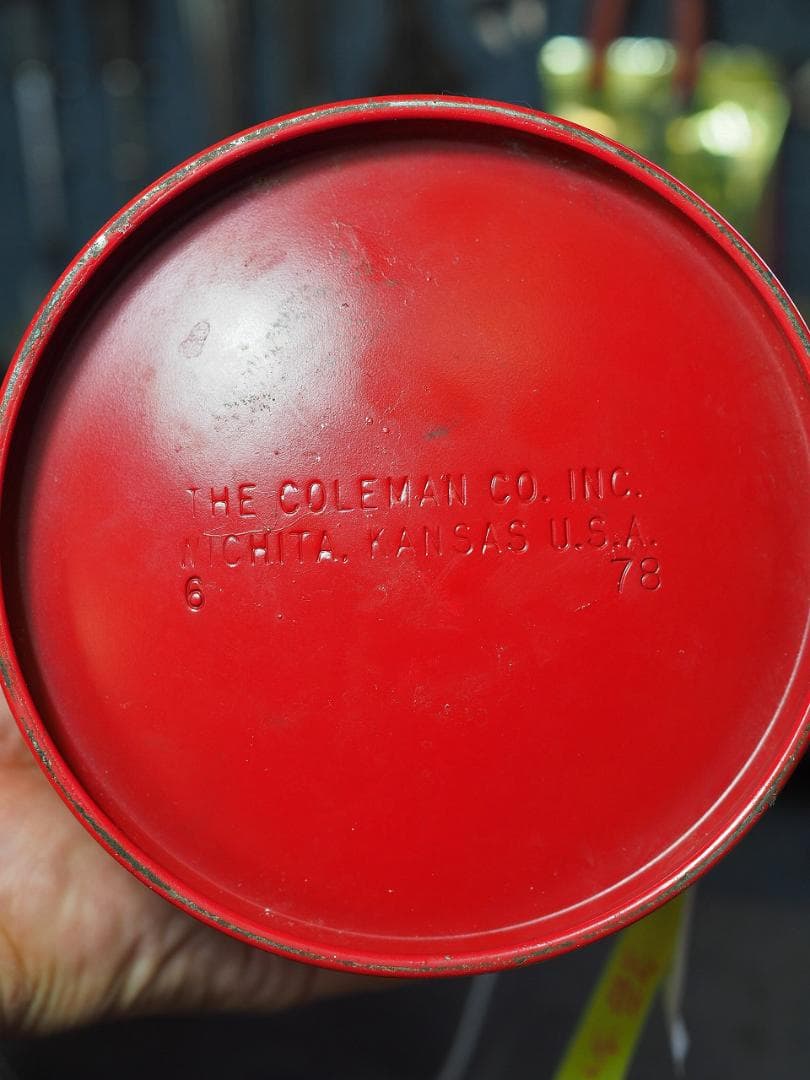 THE COLEMAN CO. INC.
WICHITA, KANSAS U.S.A.
6 78